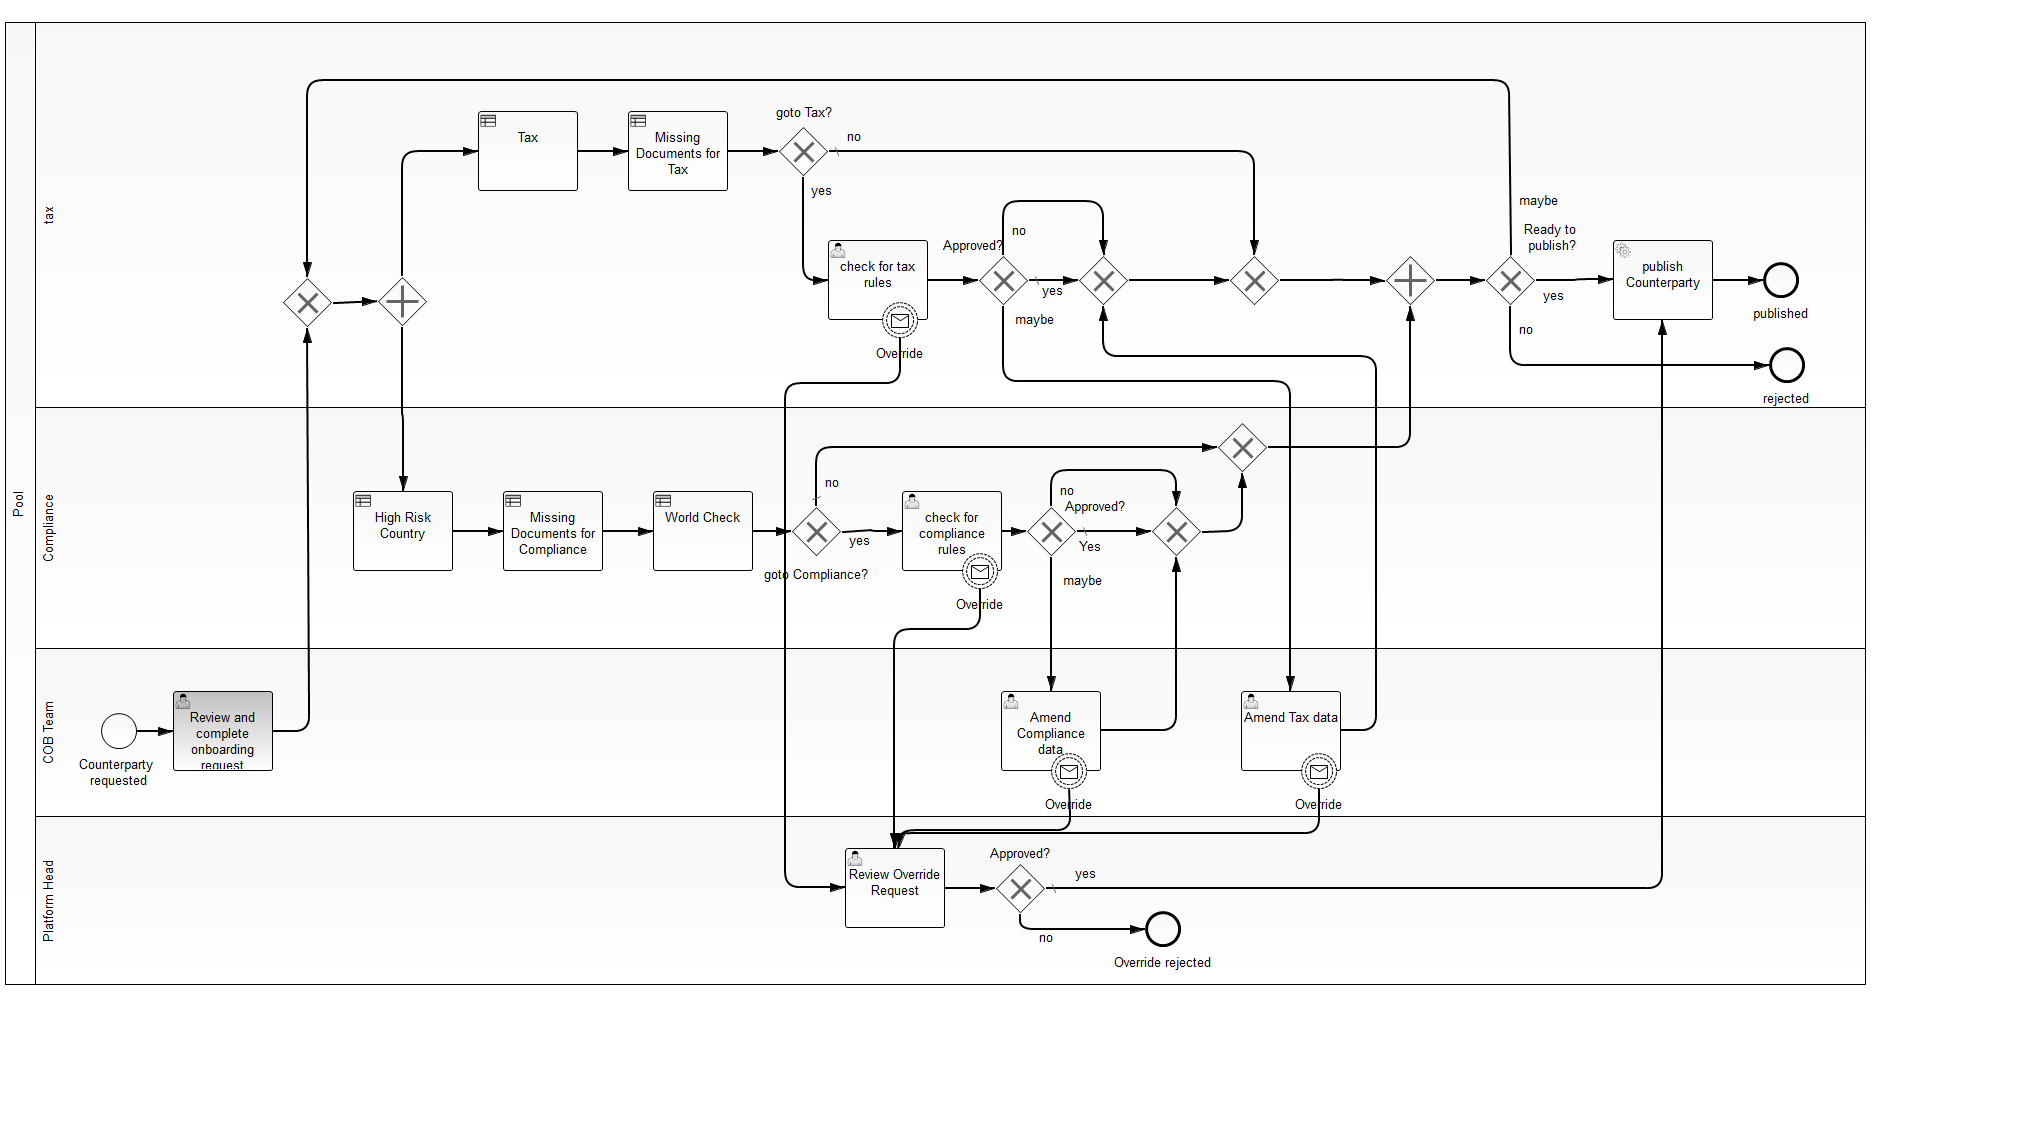 Pool
tax
goto Tax?
no
Tax
Missing
Documents for
Tax
yes
maybe
Ready to
publish?
no
Approved?
check for tax
rules
yes
maybe
Override
publish
Counterparty
yes
no
published
rejected
Compliance
no
High Risk
Country
Missing
Documents for
Compliance
World Check
yes
goto Compliance?
check for
compliance
rules
no
Approved?
Yes
maybe
Override
COB Team
Counterparty
requested
Review and
complete
onboarding
request
Amend
Compliance
data
Override
Amend Tax data
Override
Platform Head
Review Override
Request
Approved?
yes
no
Override rejected